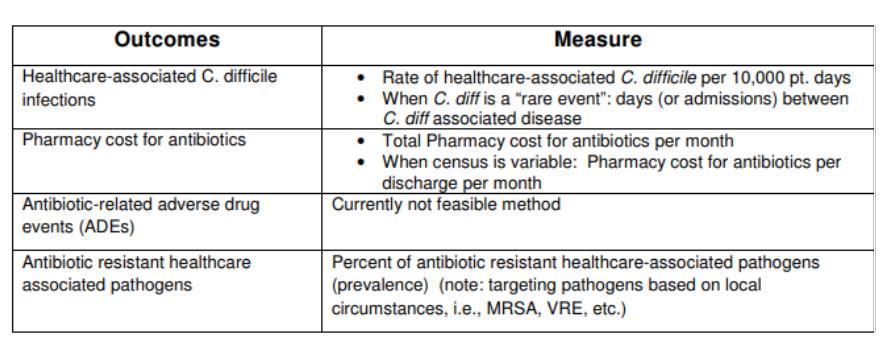 Outcomes Measure
Healthcare-associated C. difficile
infections
• Rate of healthcare-associated C. difficile per 10,000 pt. days
• When C. diff is a “rare event”: days (or admissions) between
C. diff associated disease
Pharmacy cost for antibiotics
• Total Pharmacy cost for antibiotics per month
• When census is variable: Pharmacy cost for antibiotics per
discharge per month
Antibiotic-related adverse drug
events (ADEs)
Currently not feasible method
Antibiotic resistant healthcare
associated pathogens
Percent of antibiotic resistant healthcare-associated pathogens
(prevalence) (note: targeting pathogens based on local
circumstances, i.e., MRSA, VRE, etc.)